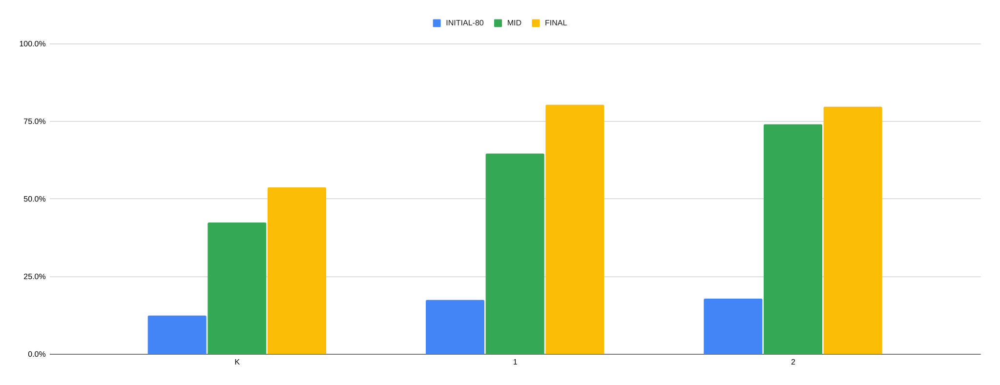 INITIAL-80 MID FINAL
100.0%
75.0%
50.0%
25.0%
0.0%
K 1 2